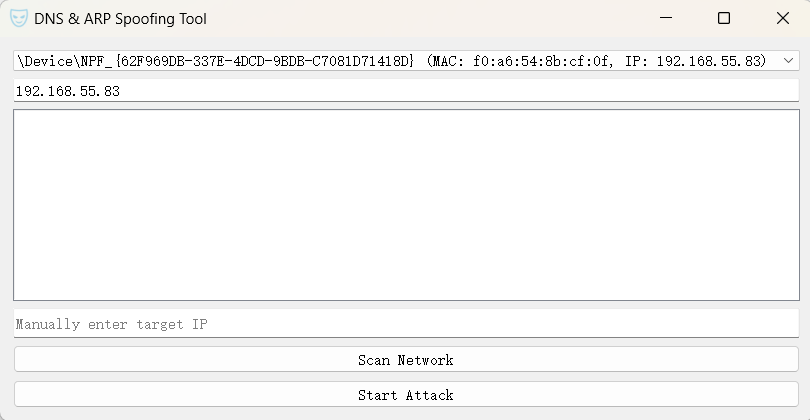 DNS & ARP Spoofing Tool
\Device\NPF_{62F969DB-337E-4DCD-9BDB-C7081D71418D} (MAC: f0:a6:54:8b:cf:0f, IP: 192.168.55.83)
192.168.55.83
Manually enter target IP
Scan Network
Start Attack